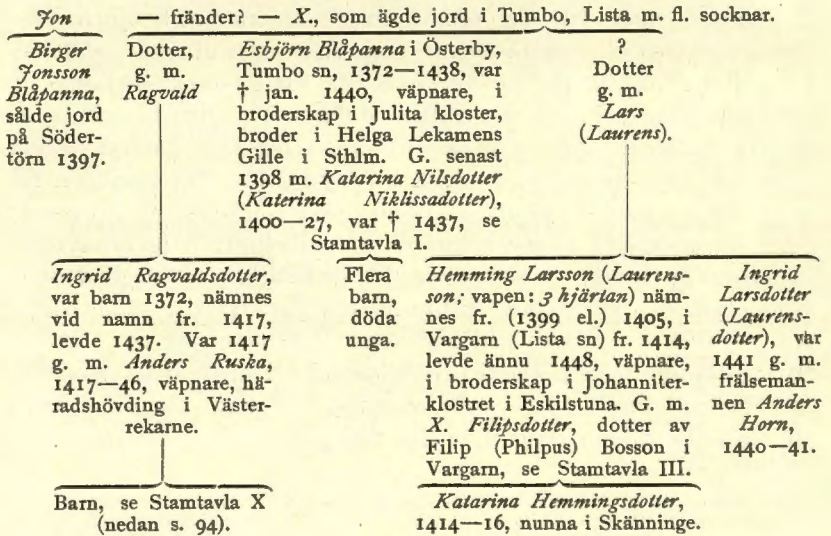 Jon — fränder? — X., som ägde jord i Tumbo, Lista m. fl. socknar.
Birger
Jonsson
Blåpanna,
sålde jord
på Söder-
törn 1397.
Dotter,
g. m.
Ragvald
Esbjörn Blåpanna i Österby,
Tumbo sn, 1372—1438, var
† jan. 1440, väpnare, i
broderskap i Julita kloster,
broder i Helga Lekamens
Gille i Sthlm. G. senast
1398 m. Katarina Nilsdotter
(Katerina Niklissadotter),
1400—27, var † 1437, se
Stamtavla I.
?
Dotter
g. m.
Lars
(Laurens).
Ingrid Ragvaldsdotter,
var barn 1372, nämnes
vid namn fr. 1417,
levde 1437. Var 1417
g. m. Anders Ruska,
1417—46, väpnare, hä-
radshövding i Väster-
rekarne.
Flera
barn,
döda
unga.
Hemming Larsson (Laurens-
son; vapen: 3 hjärtan) näm-
nes fr. (1399 el.) 1405, i
Vargarn (Lista sn) fr. 1414,
levde ännu 1448, väpnare,
i broderskap i Johanniter-
klostret i Eskilstuna. G. m.
X. Filipsdotter, dotter av
Filip (Philpus) Bosson i
Vargarn, se Stamtavla III.
Ingrid
Larsdotter
(Laurens-
dotter), var
1441 g. m.
frälseman-
nen Anders
Horn,
1440—41.
Barn, se Stamtavla X
(nedan s. 94).
Katarina Hemmingsdotter,
1414—16, nunna i Skänninge.